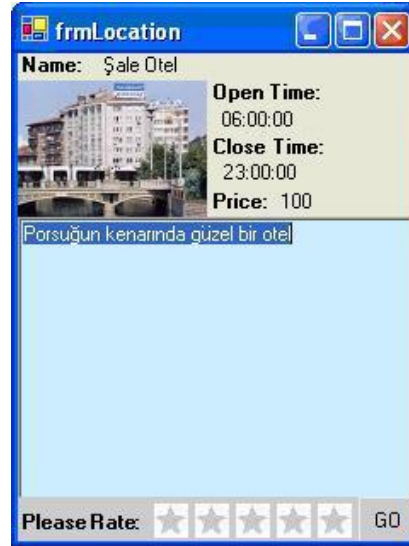 frmLocation
Name: Şale Otel
Open Time:
06:00:00
Close Time:
23:00:00
Price: 100
Porsuğun kenarında güzel bir otel
Please Rate:
GO